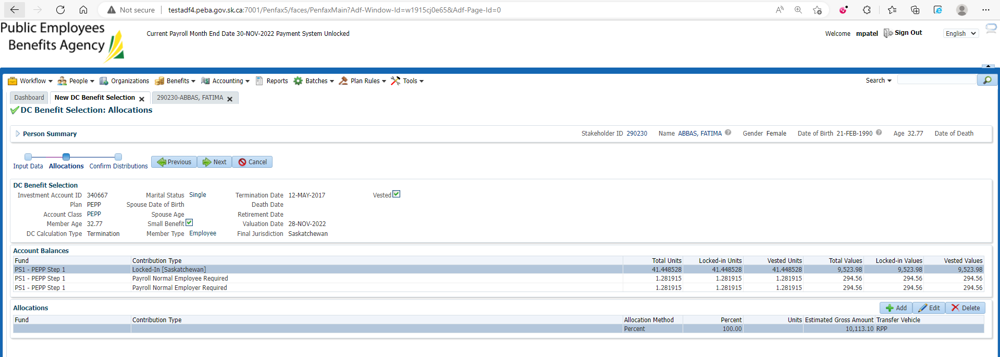 Not secure | testadf4.peba.gov.sk.ca:7001/Penfax5/faces/PenfaxMain?Adf-Window-Id=w1915cj0e65&Adf-Page-Id=0
Public Employees
Benefits Agency
Current Payroll Month End Date 30-NOV-2022 Payment System Unlocked
Welcome mpatel Sign Out English
Workflow People Organizations Benefits Accounting Reports Batches Plan Rules Tools Search
Dashboard New DC Benefit Selection 290230-ABBAS, FATIMA
DC Benefit Selection: Allocations
Person Summary Stakeholder ID 290230 Name ABBAS, FATIMA Gender Female Date of Birth 21-FEB-1990 Age 32.77 Date of Death
Input Data Allocations Confirm Distributions Previous Next Cancel
DC Benefit Selection
Investment Account ID 340667 Marital Status Single Termination Date 12-MAY-2017 Vested
Plan PEPP Spouse Date of Birth Death Date
Account Class PEPP Spouse Age Retirement Date
Member Age 32.77 Small Benefit Valuation Date 28-NOV-2022
DC Calculation Type Termination Member Type Employee Final Jurisdiction Saskatchewan
Account Balances
Fund Contribution Type Total Units Locked-in Units Vested Units Total Values Locked-in Values Vested Values
PS1 - PEPP Step 1 Locked-In [Saskatchewan] 41.448528 41.448528 41.448528 9,523.98 9,523.98 9,523.98
PS1 - PEPP Step 1 Payroll Normal Employee Required 1.281915 1.281915 1.281915 294.56 294.56 294.56
PS1 - PEPP Step 1 Payroll Normal Employer Required 1.281915 1.281915 1.281915 294.56 294.56 294.56
Allocations Add Edit Delete
Fund Contribution Type Allocation Method Percent Units Estimated Gross Amount Transfer Vehicle
Percent 100.00 10,113.10 RPP